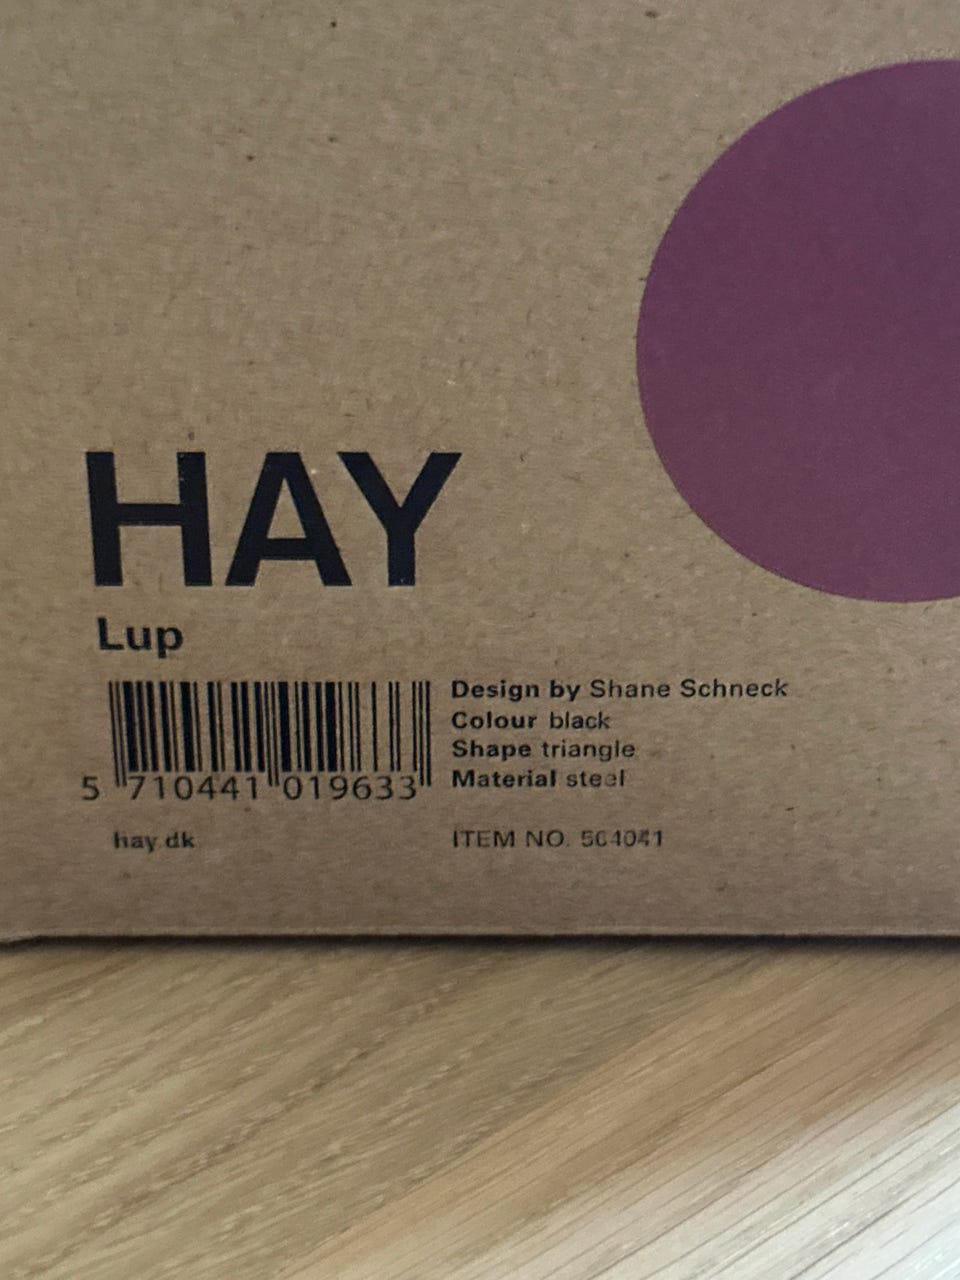 HAY
Lup
Design by Shane Schneck
Colour black
Shape triangle
Material steel
5 710441 019633
hay.dk
ITEM NO.